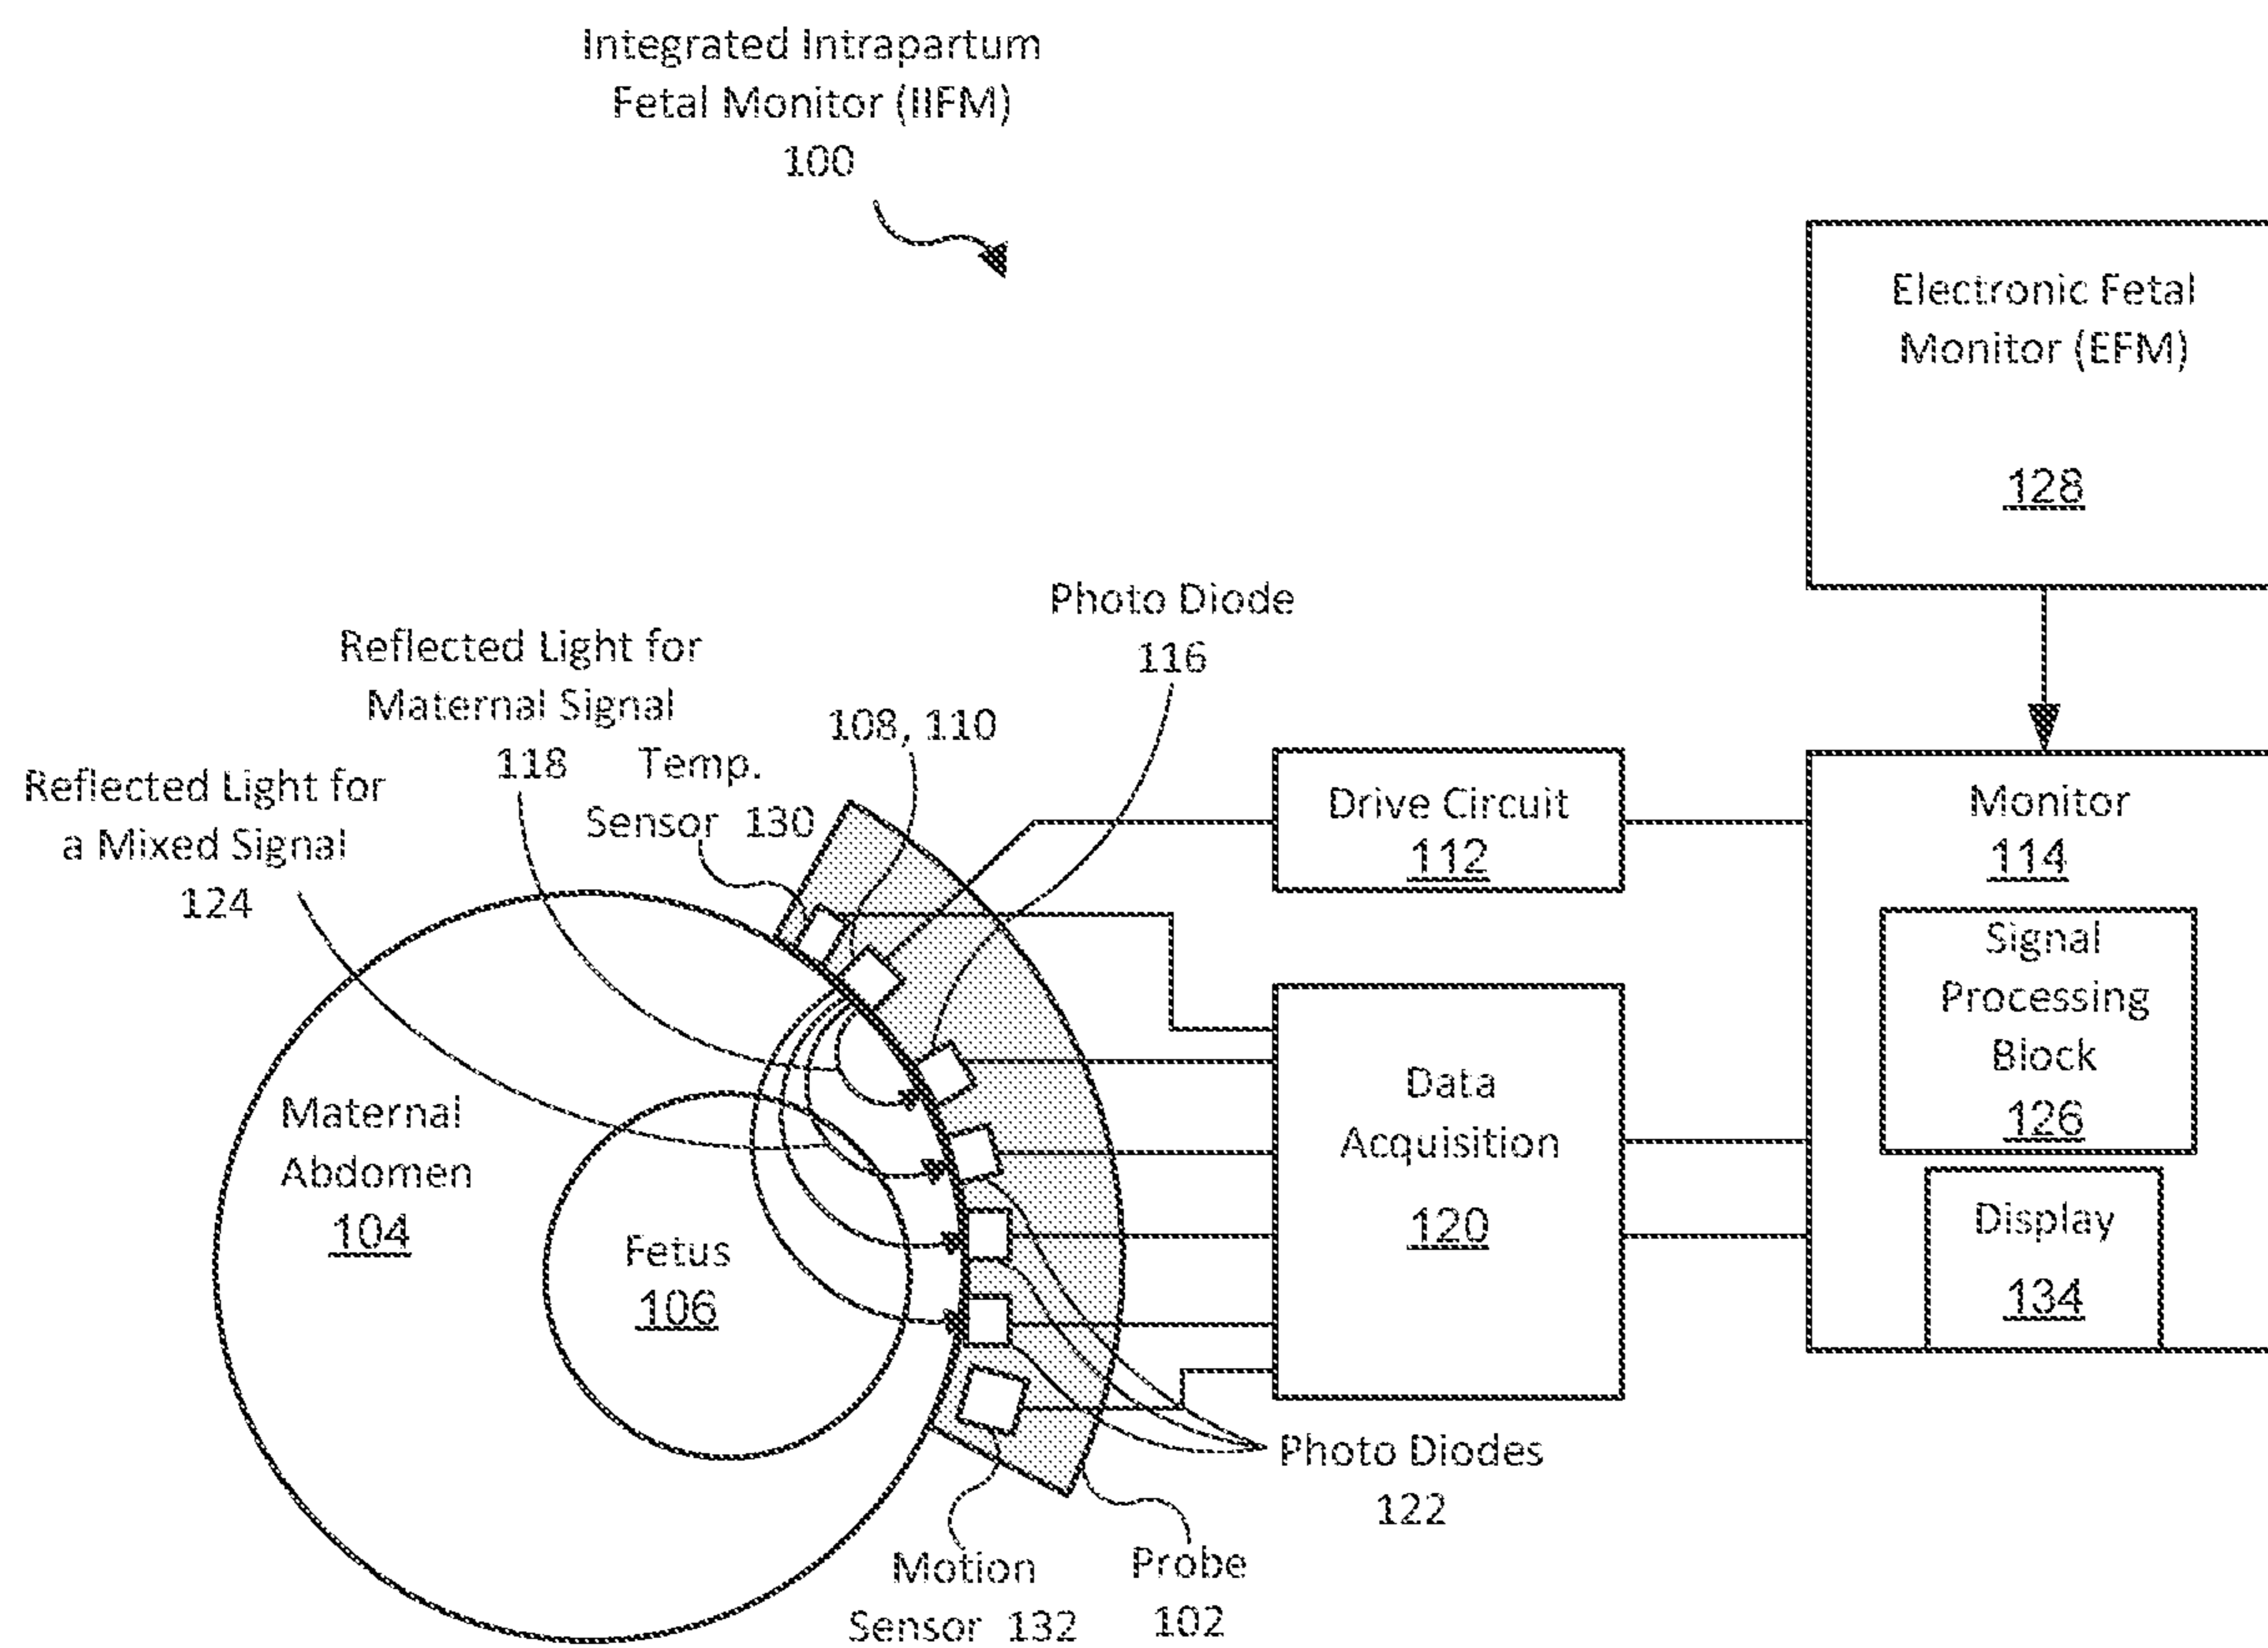 Integrated Intrapartum
Fetal Monitor (IIFM)
100
Electronic Fetal
Monitor (EFM)
128
Photo Diode
116
Reflected Light for
Maternal Signal
118
108, 110
Temp.
Sensor 130
Reflected Light for
a Mixed Signal
124
Drive Circuit
112
Monitor
114
Signal
Processing
Block
126
Display
134
Data
Acquisition
120
Maternal
Abdomen
104
Fetus
106
Photo Diodes
122
Motion
Sensor 132
Probe
102